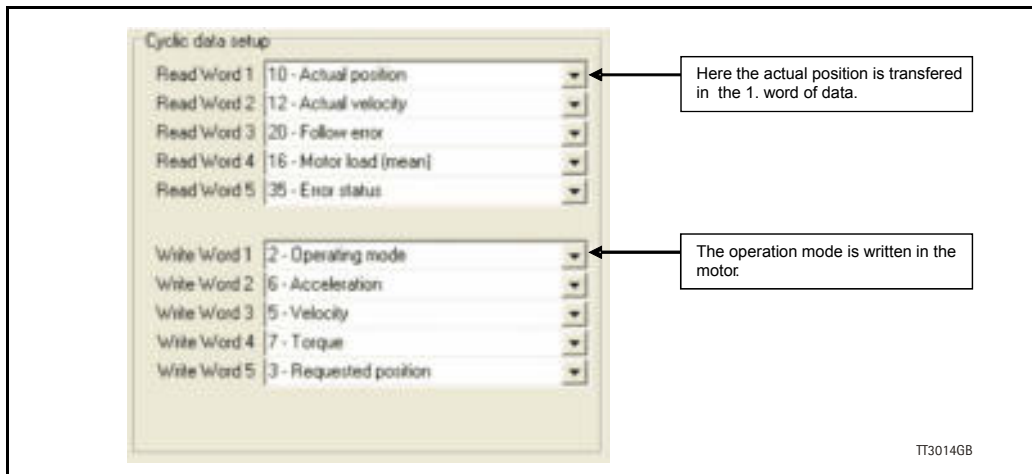 Cyclic data setup
Read Word 1 10 - Actual position
Read Word 2 12 - Actual velocity
Read Word 3 20 - Follow error
Read Word 4 16 - Motor load (mean)
Read Word 5 35 - Error status
Write Word 1 2 - Operating mode
Write Word 2 6 - Acceleration
Write Word 3 5 - Velocity
Write Word 4 7 - Torque
Write Word 5 3 - Requested position
Here the actual position is transfered
in the 1. word of data.
The operation mode is written in the
motor.
TT3014GB